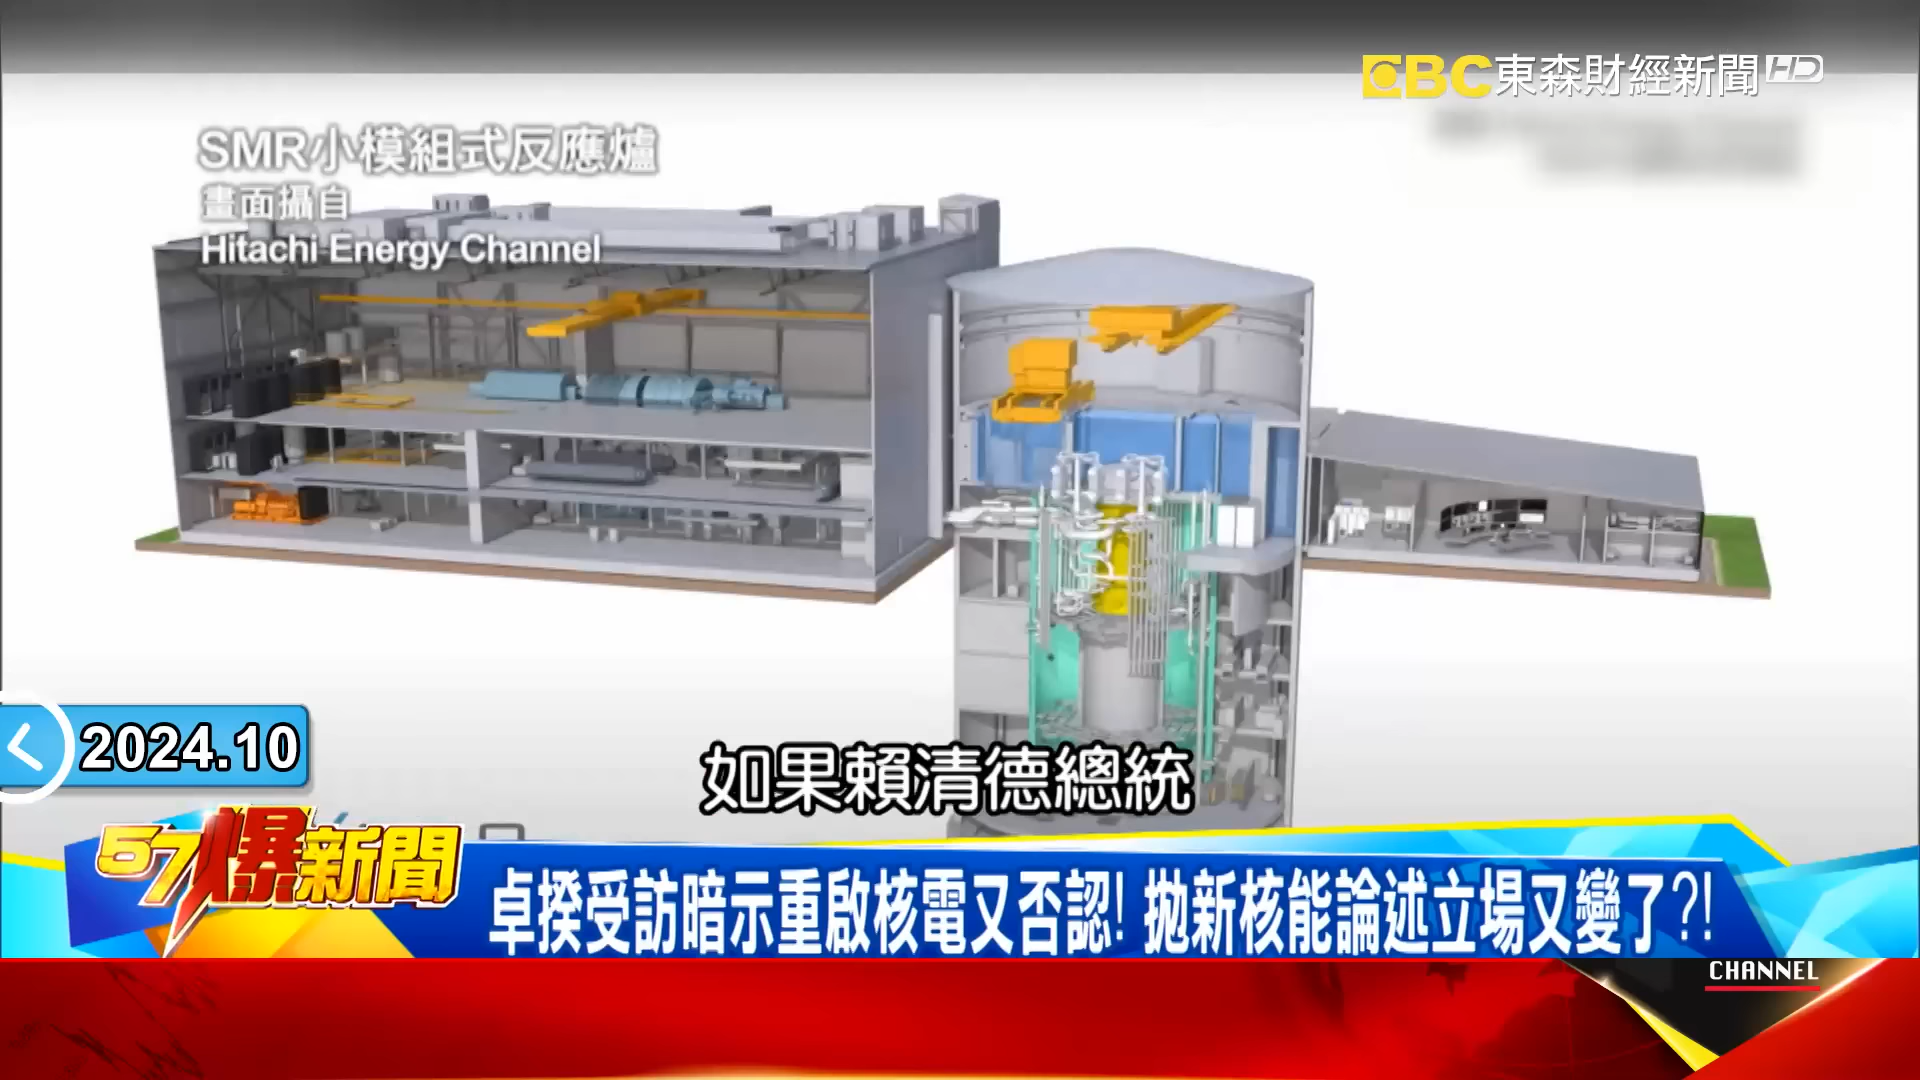 EBC東森財經新聞HD
SMR小模組式反應爐
畫面攝自
Hitachi Energy Channel
2024.10
如果賴清德總統
57爆新聞
卓揆受訪暗示重啟核電又否認! 拋新核能論述立場又變了?!
CHANNEL